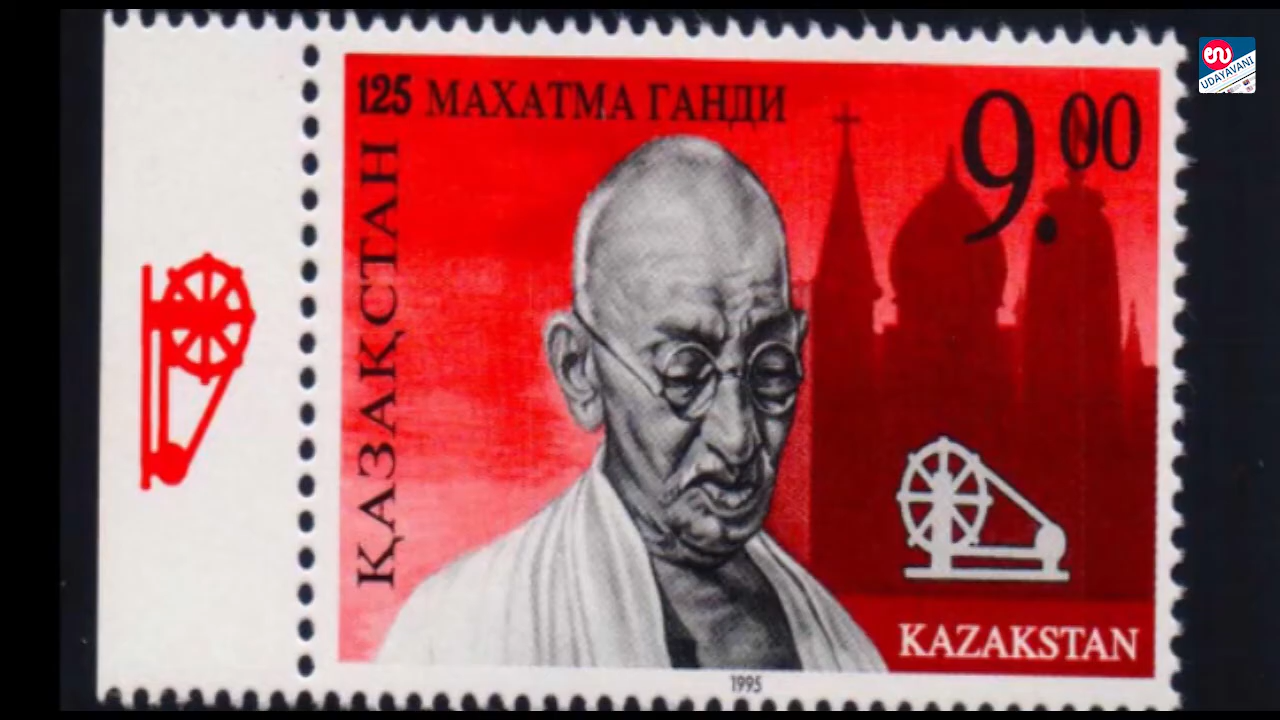 125 МАХАТМА ГАНДИ
9.00
ҚАЗАҚСТАН
KAZAKSTAN
1995
ಉ
UDAYAVANI